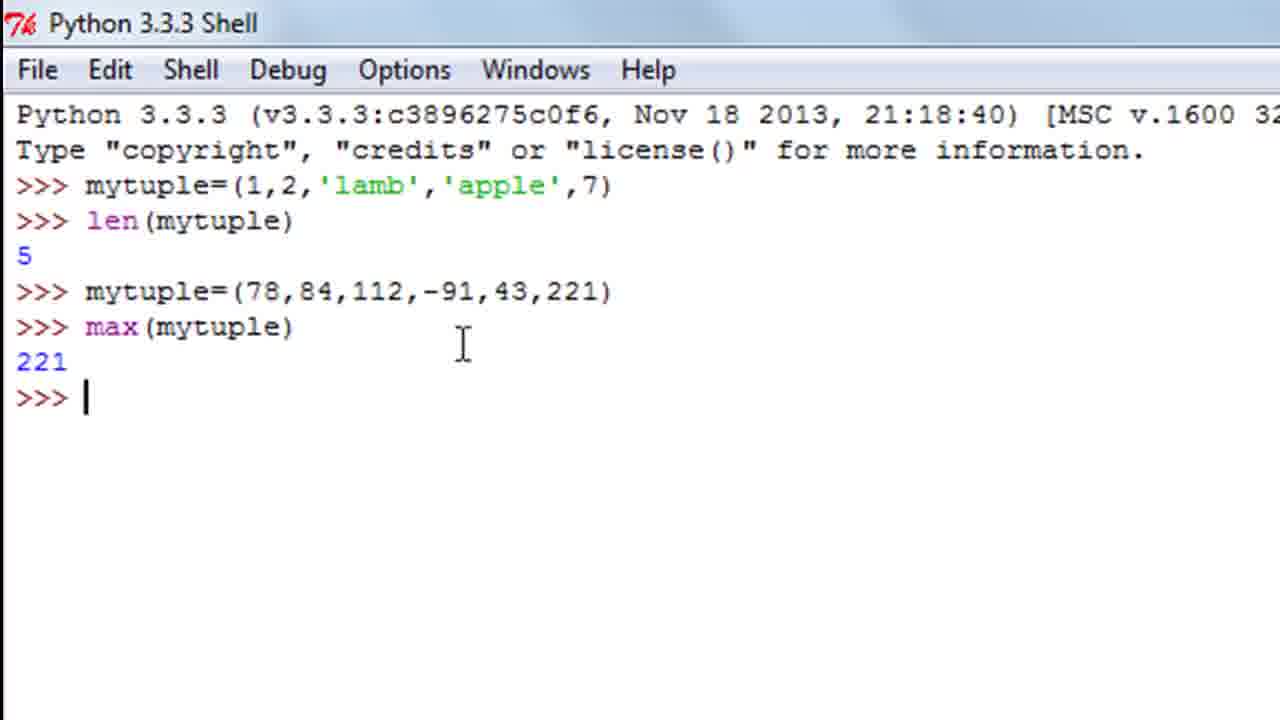 Python 3.3.3 Shell
File Edit Shell Debug Options Windows Help
Python 3.3.3 (v3.3.3:c3896275c0f6, Nov 18 2013, 21:18:40) [MSC v.1600 32
Type "copyright", "credits" or "license()" for more information.
>>> mytuple=(1,2,'lamb','apple',7)
>>> len(mytuple)
5
>>> mytuple=(78,84,112,-91,43,221)
>>> max(mytuple)
221
>>>